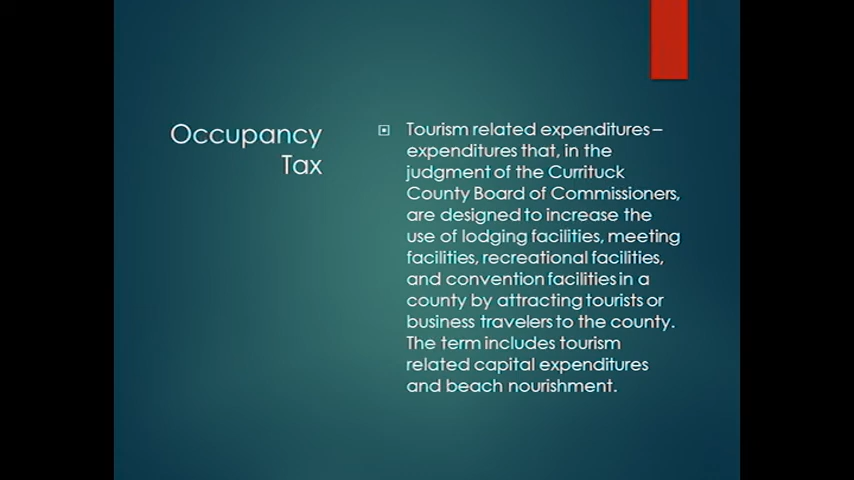 Occupancy
Tax
Tourism related expenditures –
expenditures that, in the
judgment of the Currituck
County Board of Commissioners,
are designed to increase the
use of lodging facilities, meeting
facilities, recreational facilities,
and convention facilities in a
county by attracting tourists or
business travelers to the county.
The term includes tourism
related capital expenditures
and beach nourishment.